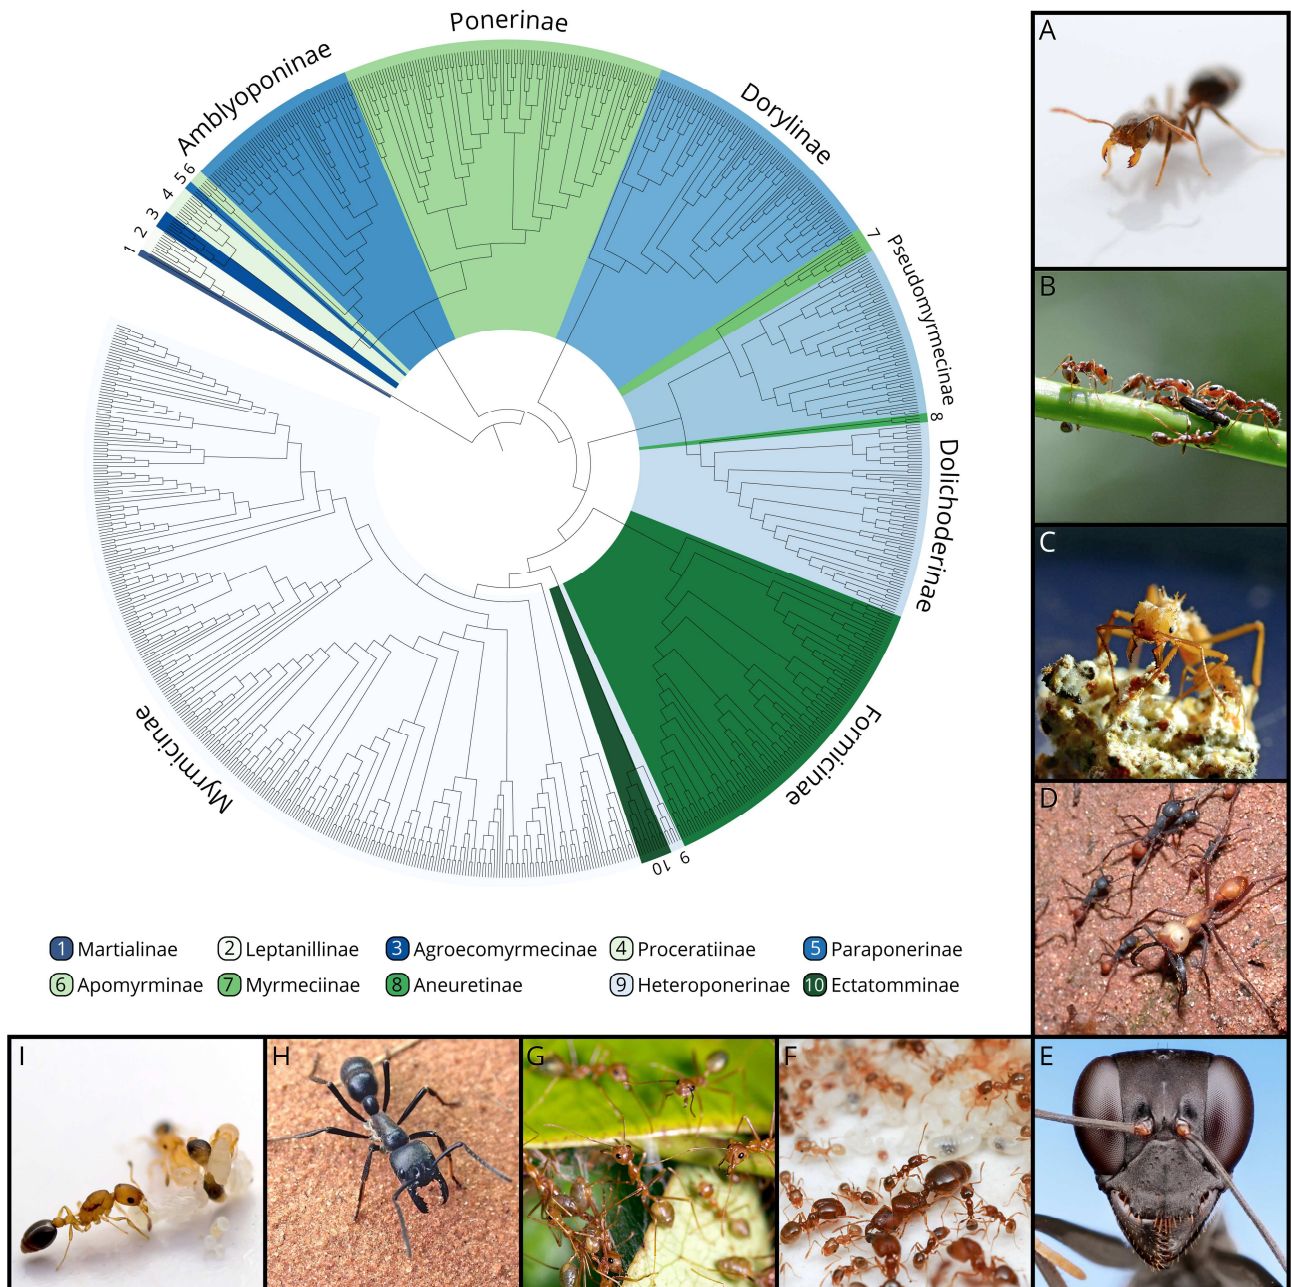 Ponerinae
Amblyoponinae
Dorylinae
1
2
3
4
5
6
7
Pseudomyrmecinae
8
Dolichoderinae
Formicinae
9
10
Myrmicinae
1 Martialinae 2 Leptanillinae 3 Agroecomyrmecinae 4 Proceratiinae 5 Paraponerinae
6 Apomyrminae 7 Myrmeciinae 8 Aneuretinae 9 Heteroponerinae 10 Ectatomminae
A
B
C
D
I
H
G
F
E